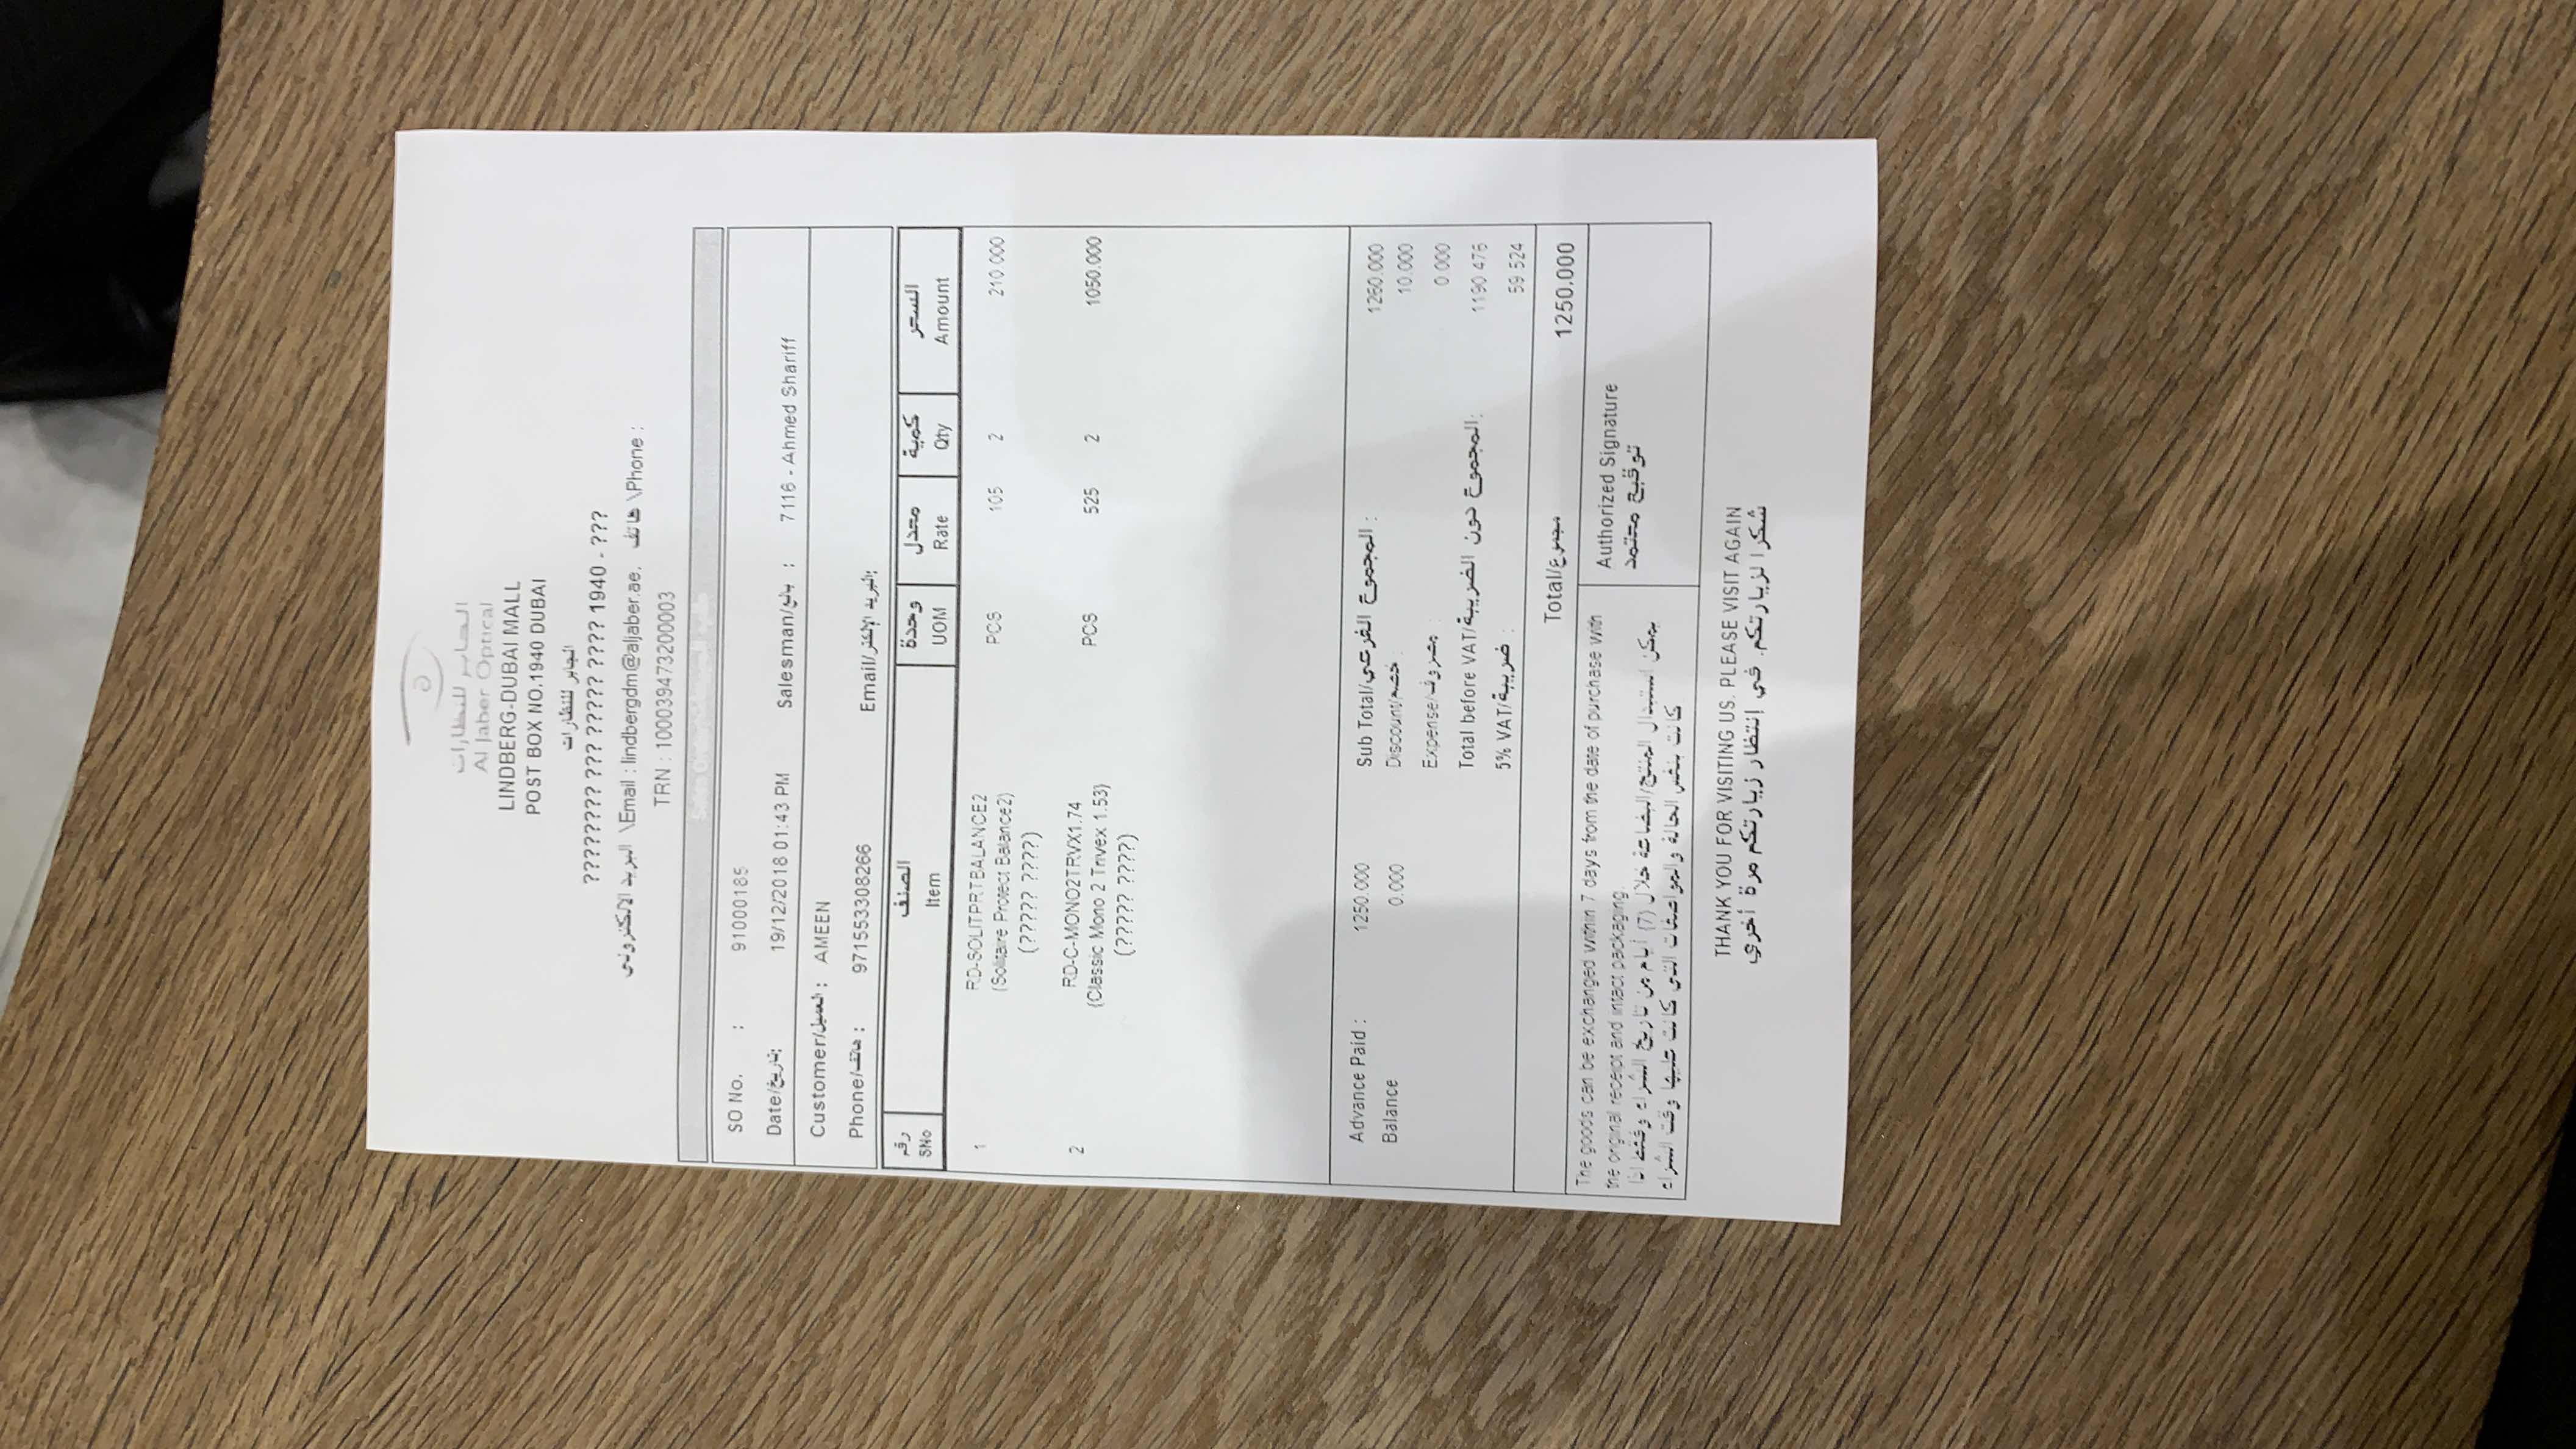 الجابر للنظارات
Al Jaber Optical
LINDBERG-DUBAI MALL
POST BOX NO.1940 DUBAI
الجابر للنظارات
???????? ??? ????? ???? 1940 - ???
البريد الالكتروني \Email : lindbergdm@aljaber.ae, هاتف \Phone :
TRN : 100039473200003
Sales Order
SO No. : 91000185
Date/تاريخ: 19/12/2018 01:43 PM Salesman/بائع : 7116 - Ahmed Shariff
Customer/العميل : AMEEN
Phone/هاتف : 971553308266 Email/البريد الإلكتر:
رقم الصنف وحدة معدل كمية السعر
SNo Item UOM Rate Qty Amount
1 RD-SOLITPRTBALANCE2 PCS 105 2 210.000
(Solitaire Protect Balance2)
(????? ????)
2 RD-C-MONO2TRVX1.74 PCS 525 2 1050.000
(Classic Mono 2 Trivex 1.53)
(????? ????)
Advance Paid : 1250.000 Sub Total/المجموع الفرعي : 1260.000
Balance 0.000 Discount/خصم : 10.000
Expense/مصروف : 0.000
Total before VAT/المجموع دون الضريبة: 1190.476
5% VAT/ضريبة : 59.524
Total/مجموع 1250.000
The goods can be exchanged within 7 days from the date of purchase with
the original receipt and intact packaging.
يمكن استبدال المنتج/البضاعة خلال (7) أيام من تاريخ الشراء وفقط اذا
كانت بنفس الحالة والمواصفات التي كانت عليها وقت الشراء
Authorized Signature
توقيع معتمد
THANK YOU FOR VISITING US. PLEASE VISIT AGAIN
شكرا لزيارتكم. في إنتظار زيارتكم مرة أخري